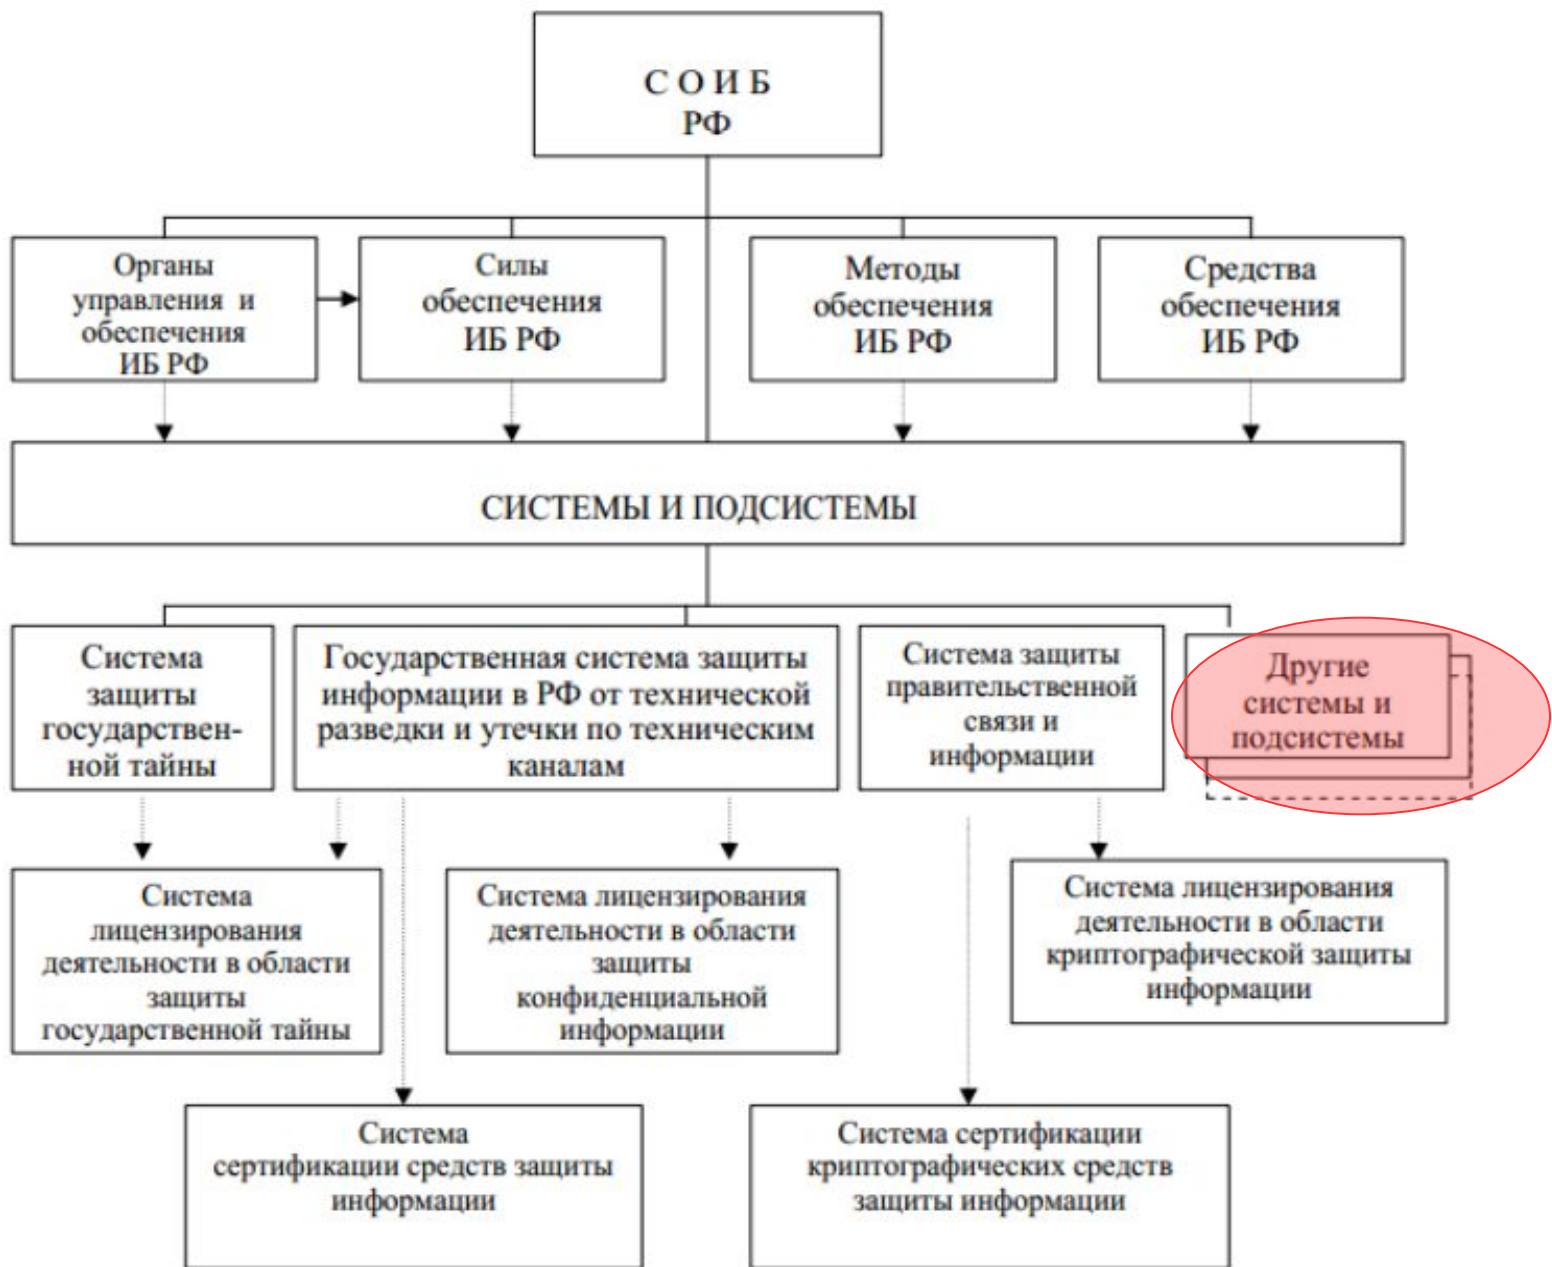 С О И Б
РФ
Органы
управления и
обеспечения
ИБ РФ
Силы
обеспечения
ИБ РФ
Методы
обеспечения
ИБ РФ
Средства
обеспечения
ИБ РФ
СИСТЕМЫ И ПОДСИСТЕМЫ
Система
защиты
государствен-
ной тайны
Государственная система защиты
информации в РФ от технической
разведки и утечки по техническим
каналам
Система защиты
правительственной
связи и
информации
Другие
системы и
подсистемы
Система
лицензирования
деятельности в области
защиты
государственной тайны
Система лицензирования
деятельности в области
защиты
конфиденциальной
информации
Система лицензирования
деятельности в области
криптографической защиты
информации
Система
сертификации средств защиты
информации
Система сертификации
криптографических средств
защиты информации